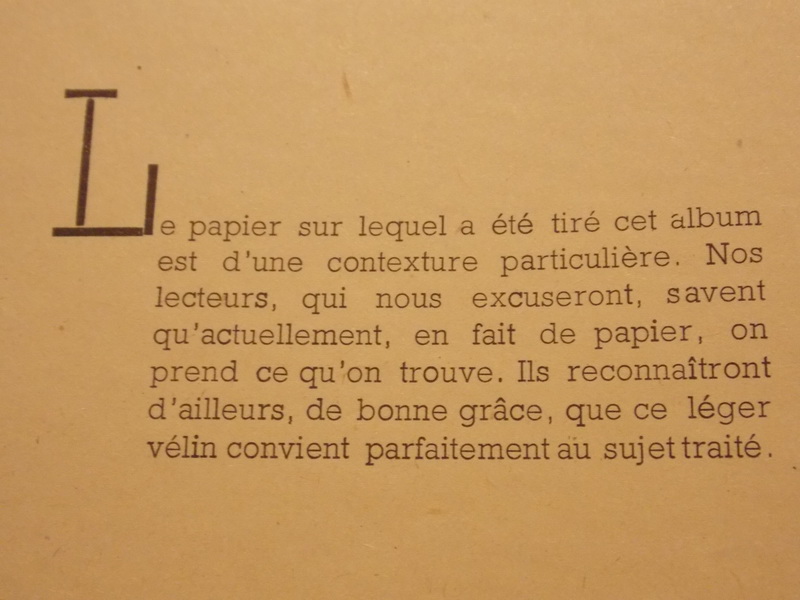 Le papier sur lequel a été tiré cet album
est d'une contexture particulière. Nos
lecteurs, qui nous excuseront, savent
qu'actuellement, en fait de papier, on
prend ce qu'on trouve. Ils reconnaîtront
d'ailleurs, de bonne grâce, que ce léger
vélin convient parfaitement au sujet traité.